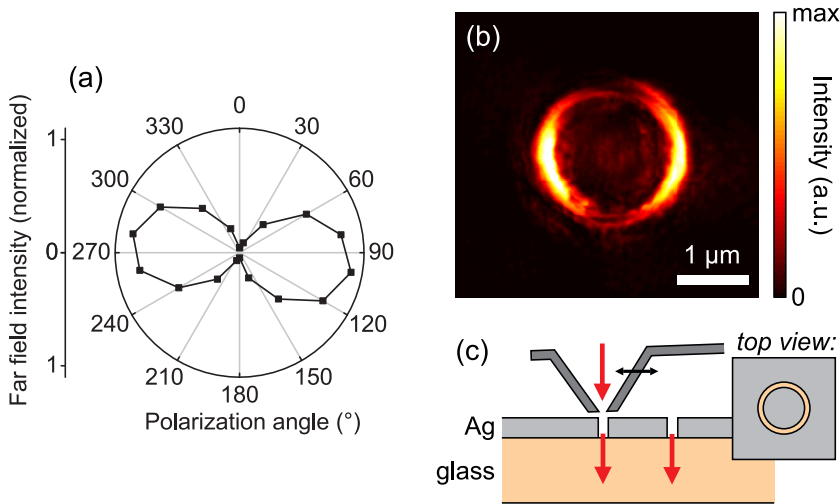 (a)
Far field intensity (normalized)
1
0
1
0
30
60
90
120
150
180
210
240
270
300
330
Polarization angle (°)
(b)
1 µm
max
Intensity (a.u.)
0
(c)
top view:
Ag
glass